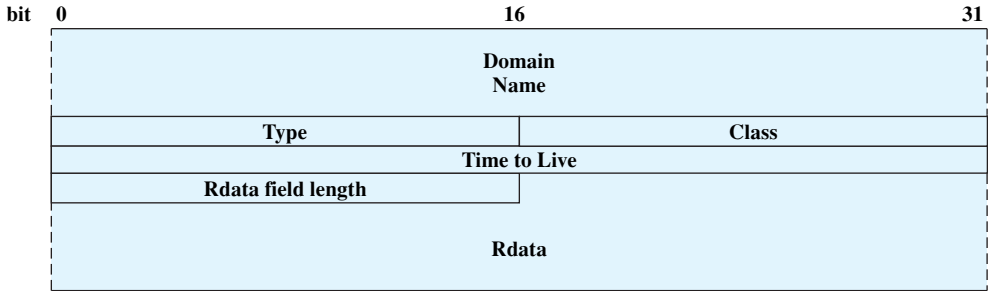 bit 0 16 31
Domain
Name
Type Class
Time to Live
Rdata field length
Rdata